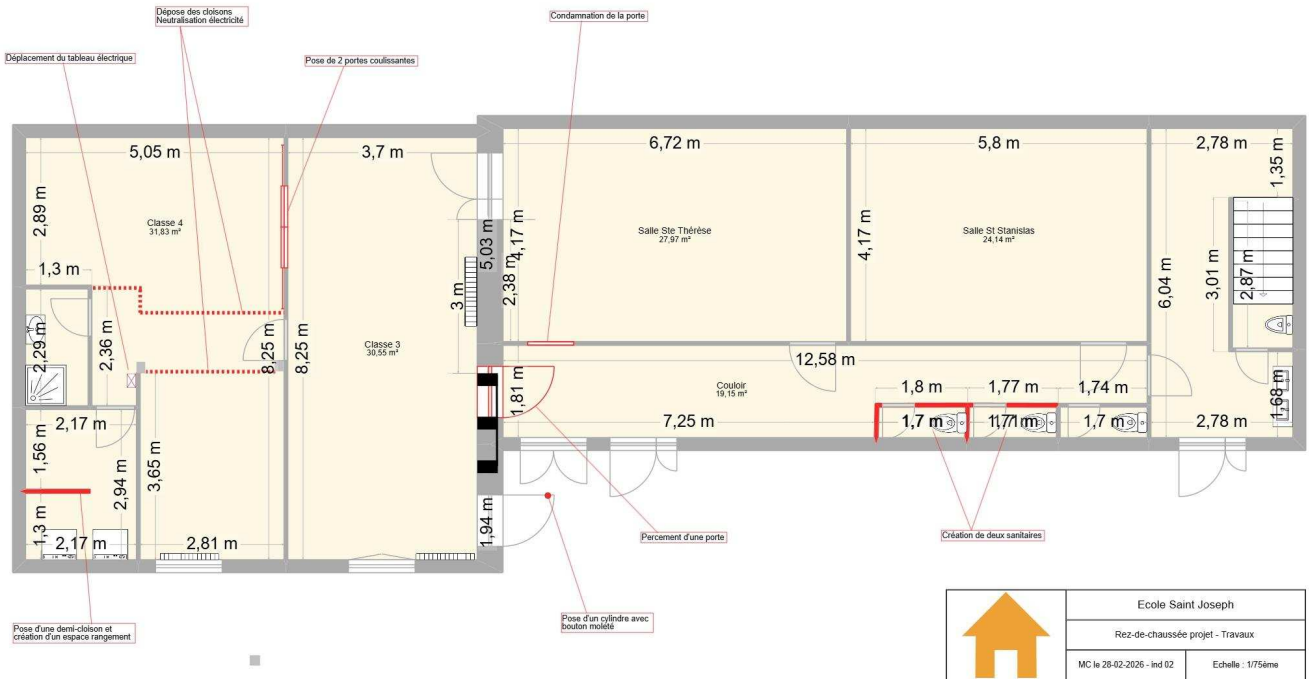 Dépose des cloisons
Neutralisation électricité
Condamnation de la porte
Déplacement du tableau électrique
Pose de 2 portes coulissantes
5,05 m
3,7 m
6,72 m
5,8 m
2,78 m
1,35 m
2,89 m
Classe 4
31,83 m²
5,03 m
4,17 m
Salle Ste Thérèse
27,97 m²
4,17 m
Salle St Stanislas
24,14 m²
6,04 m
3,01 m
2,87 m
1,3 m
3 m
2,38 m
2,29 m
2,36 m
8,25 m
8,25 m
Classe 3
30,55 m²
12,58 m
Couloir
19,15 m²
1,81 m
1,8 m
1,77 m
1,74 m
1,68 m
2,17 m
7,25 m
1,7 m
1,71 m
1,7 m
2,78 m
1,56 m
3,65 m
2,94 m
1,3 m
2,17 m
2,81 m
1,94 m
Percement d'une porte
Création de deux sanitaires
Pose d'une demi-cloison et
création d'un espace rangement
Pose d'un cylindre avec
bouton moleté
Ecole Saint Joseph
Rez-de-chaussée projet - Travaux
MC le 28-02-2026 - ind 02
Echelle : 1/75ème